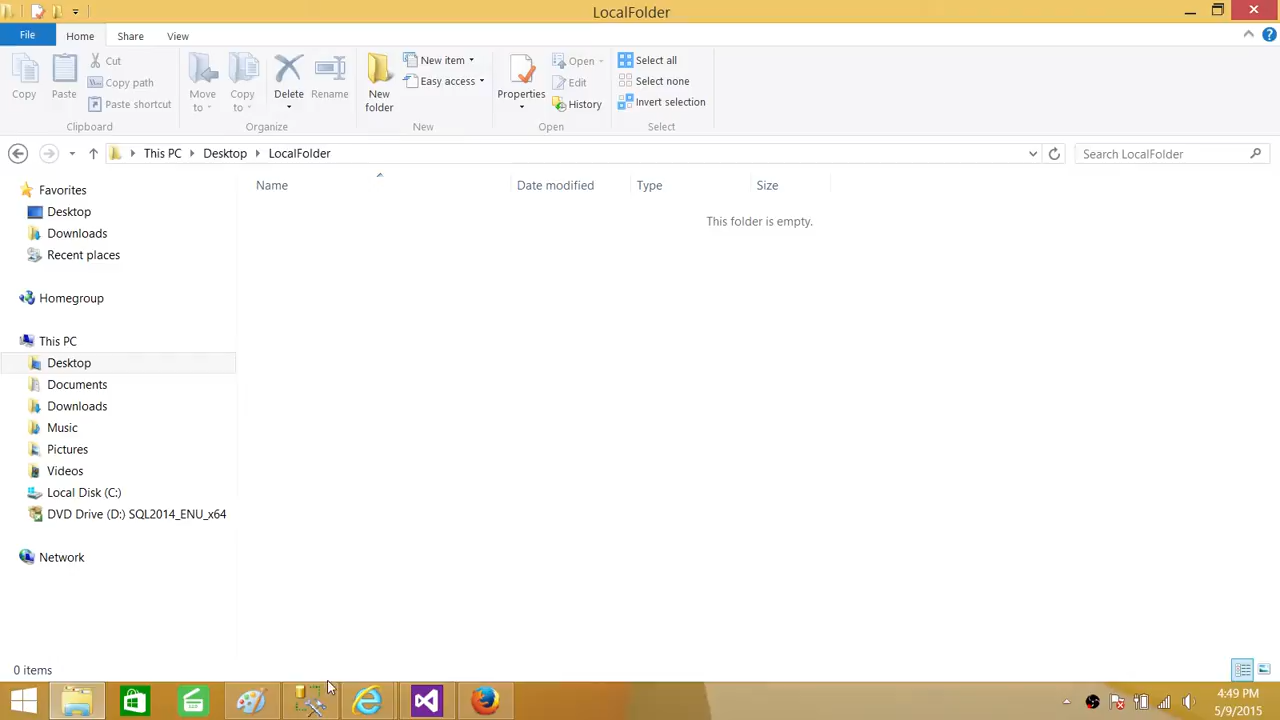 LocalFolder
File Home Share View
Copy
Paste
Cut
Copy path
Paste shortcut
Clipboard
Move to
Copy to
Delete
Rename
Organize
New folder
New item
Easy access
New
Properties
Open
Edit
History
Open
Select all
Select none
Invert selection
Select
This PC Desktop LocalFolder
Search LocalFolder
Name Date modified Type Size
This folder is empty.
Favorites
Desktop
Downloads
Recent places
Homegroup
This PC
Desktop
Documents
Downloads
Music
Pictures
Videos
Local Disk (C:)
DVD Drive (D:) SQL2014_ENU_x64
Network
0 items
4:49 PM
5/9/2015